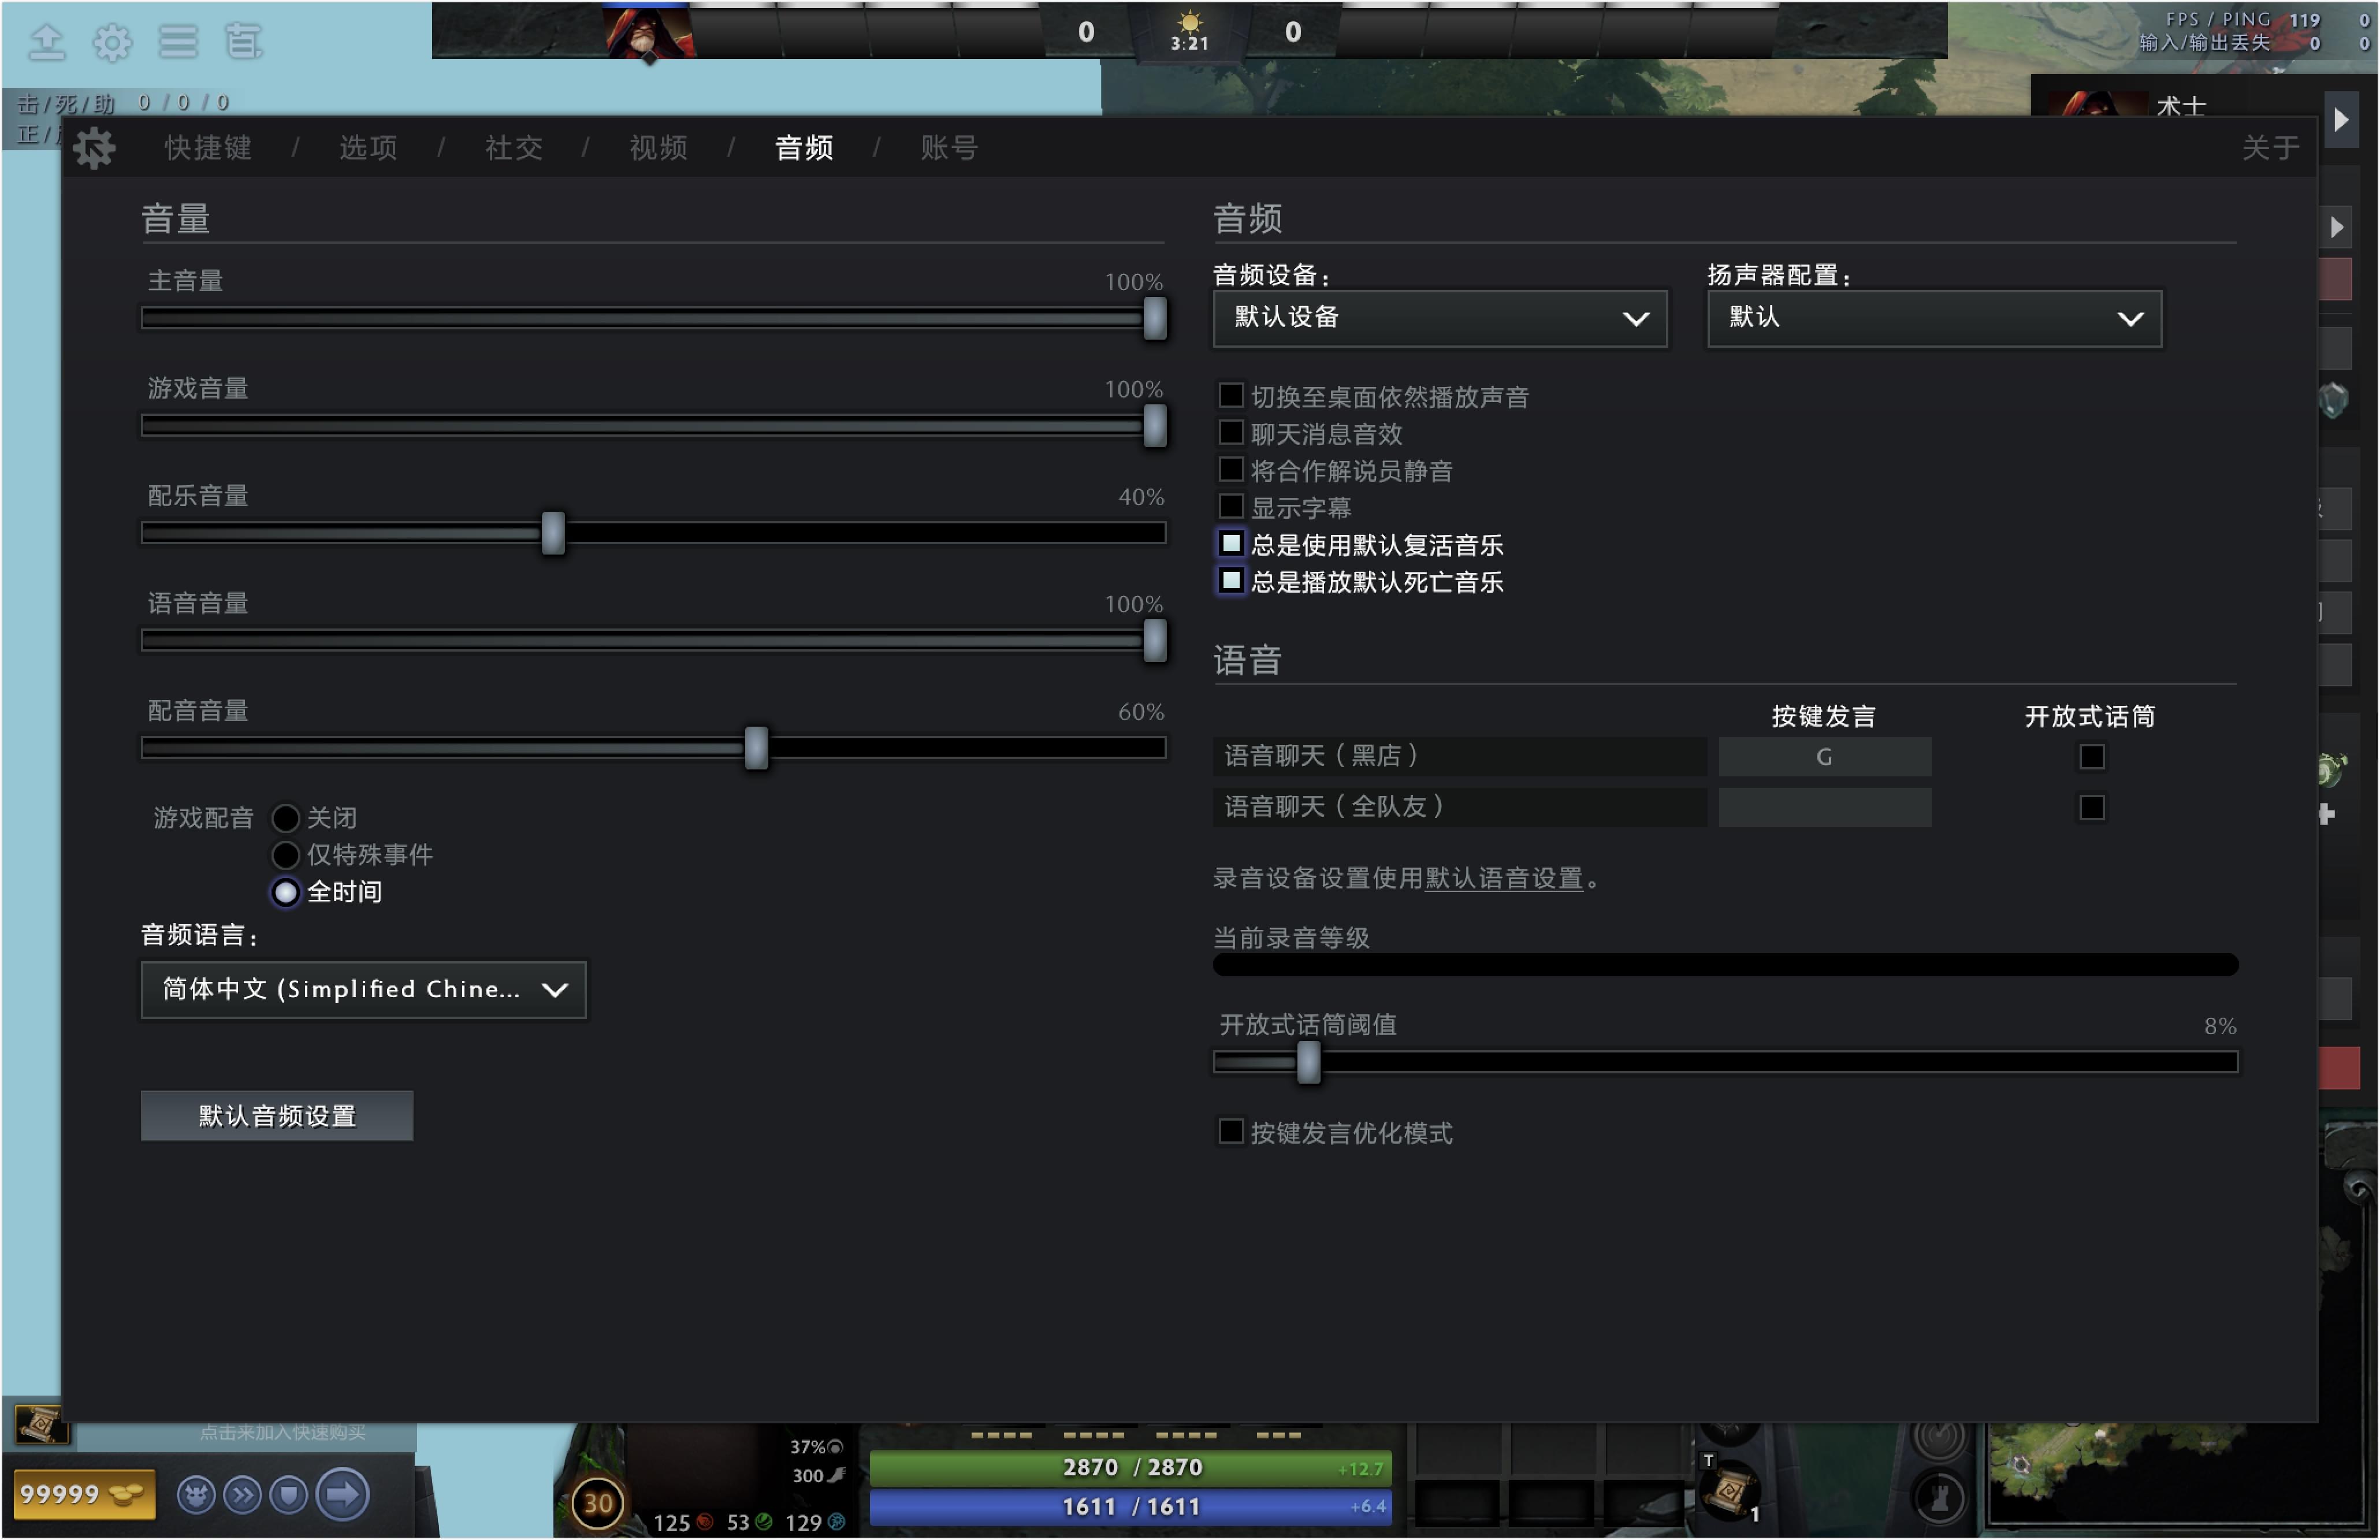 0
3:21
0
FPS / PING 119 0
输入/输出丢失 0 0
击/死/助 0 / 0 / 0
正/
术士
快捷键 / 选项 / 社交 / 视频 / 音频 / 账号
关于
音量
主音量 100%
游戏音量 100%
配乐音量 40%
语音音量 100%
配音音量 60%
游戏配音 关闭
仅特殊事件
全时间
音频语言：
简体中文 (Simplified Chine...
默认音频设置
音频
音频设备：
默认设备
扬声器配置：
默认
切换至桌面依然播放声音
聊天消息音效
将合作解说员静音
显示字幕
总是使用默认复活音乐
总是播放默认死亡音乐
语音
按键发言 开放式话筒
语音聊天（黑店） G
语音聊天（全队友）
录音设备设置使用默认语音设置。
当前录音等级
开放式话筒阈值 8%
按键发言优化模式
点击来加入快速购买
99999
30
37%
300
125 53 129
2870 / 2870 +12.7
1611 / 1611 +6.4
T
1